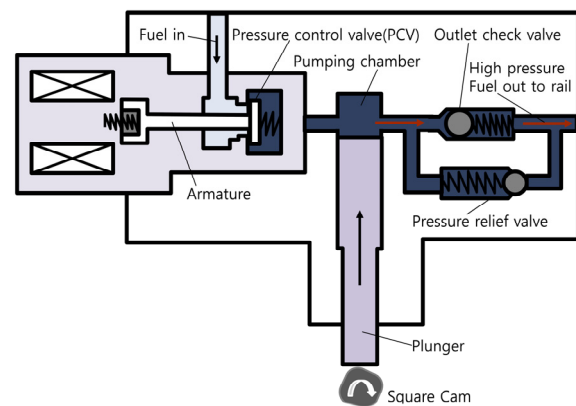 Fuel in
Pressure control valve(PCV)
Pumping chamber
Outlet check valve
High pressure
Fuel out to rail
Armature
Pressure relief valve
Plunger
Square Cam